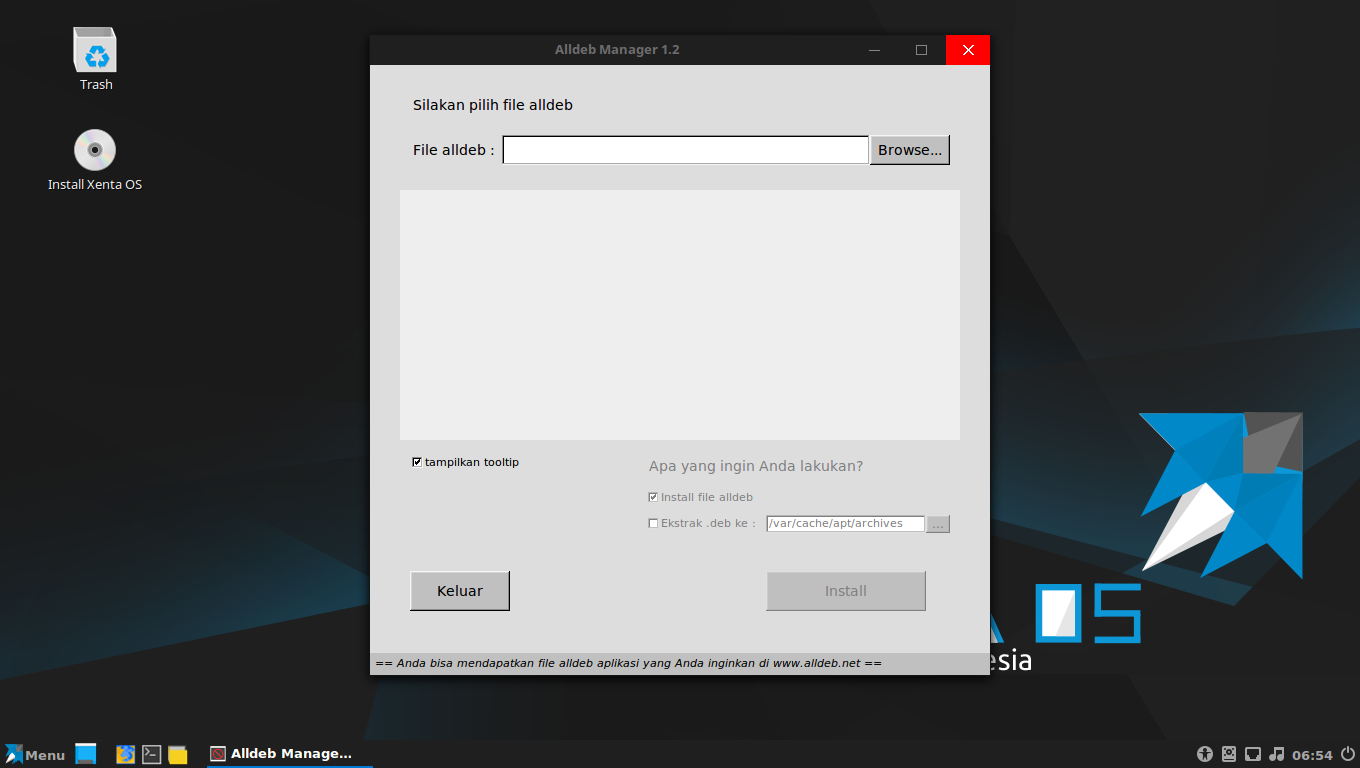 Trash
Install Xenta OS
Alldeb Manager 1.2
Silakan pilih file alldeb
File alldeb :
Browse...
tampilkan tooltip
Apa yang ingin Anda lakukan?
Install file alldeb
Ekstrak .deb ke : /var/cache/apt/archives ...
Keluar
Install
== Anda bisa mendapatkan file alldeb aplikasi yang Anda inginkan di www.alldeb.net ==
OS
esia
Menu
Alldeb Manage...
06:54